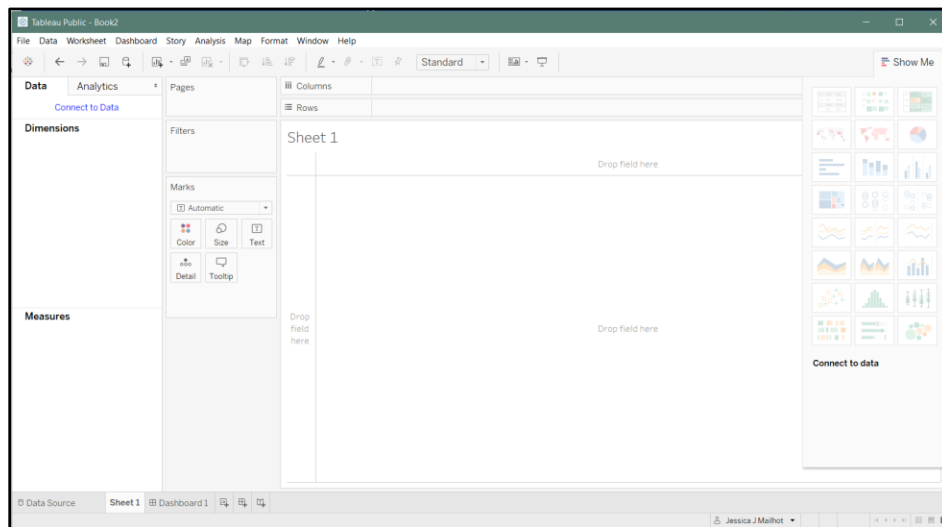 Tableau Public - Book2
File Data Worksheet Dashboard Story Analysis Map Format Window Help
Standard
Show Me
Data Analytics
Connect to Data
Dimensions
Measures
Pages
Filters
Marks
Automatic
Color Size Text
Detail Tooltip
Columns
Rows
Sheet 1
Drop field here
Drop
field
here
Drop field here
Connect to data
Data Source Sheet 1 Dashboard 1
Jessica J Mailhot